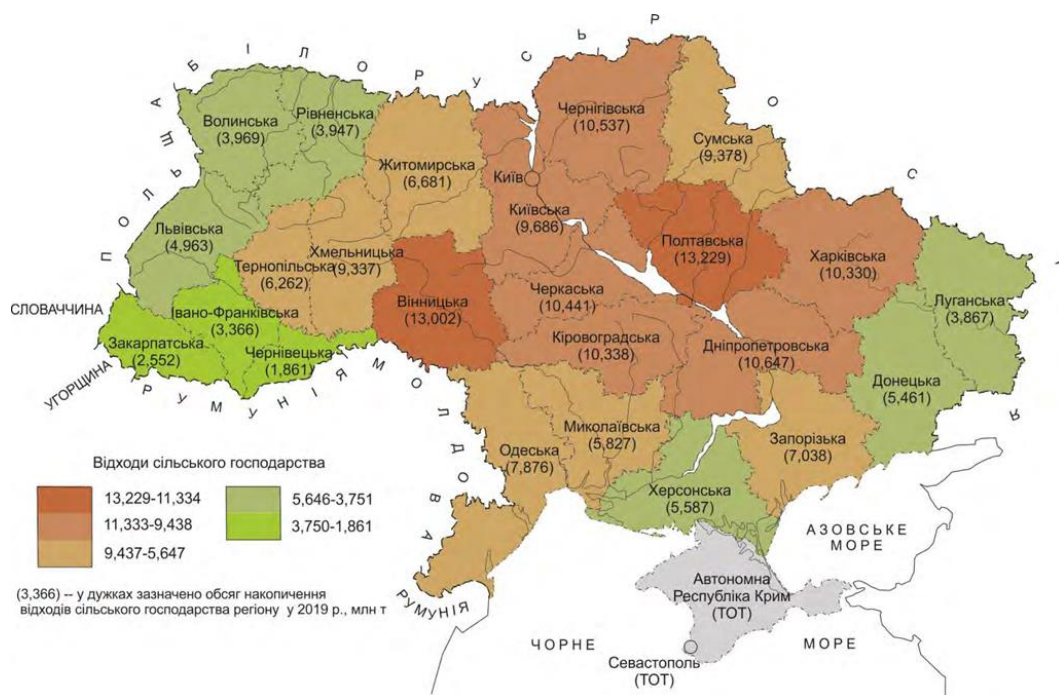 БІЛОРУСЬ
ПОЛЬЩА
РОСІЯ
Волинська
(3,969)
Рівненська
(3,947)
Житомирська
(6,681)
Чернігівська
(10,537)
Сумська
(9,378)
Київ
Київська
(9,686)
Львівська
(4,963)
Тернопільська
(6,262)
Хмельницька
(9,337)
Вінницька
(13,002)
Черкаська
(10,441)
Полтавська
(13,229)
Харківська
(10,330)
Луганська
(3,867)
СЛОВАЧЧИНА
Івано-Франківська
(3,366)
Закарпатська
(2,552)
Чернівецька
(1,861)
Кіровоградська
(10,338)
Дніпропетровська
(10,647)
Донецька
(5,461)
УГОРЩИНА
РУМУНІЯ
МОЛДОВА
Одеська
(7,876)
Миколаївська
(5,827)
Запорізька
(7,038)
Херсонська
(5,587)
Відходи сільського господарства
13,229-11,334
11,333-9,438
9,437-5,647
5,646-3,751
3,750-1.861
(3,366) -- у дужках зазначено обсяг накопичення
відходів сільського господарства регіону у 2019 р., млн т
РУМУНІЯ
АЗОВСЬКЕ
МОРЕ
Автономна
Республіка Крим
(ТОТ)
ЧОРНЕ МОРЕ
Севастополь
(ТОТ)